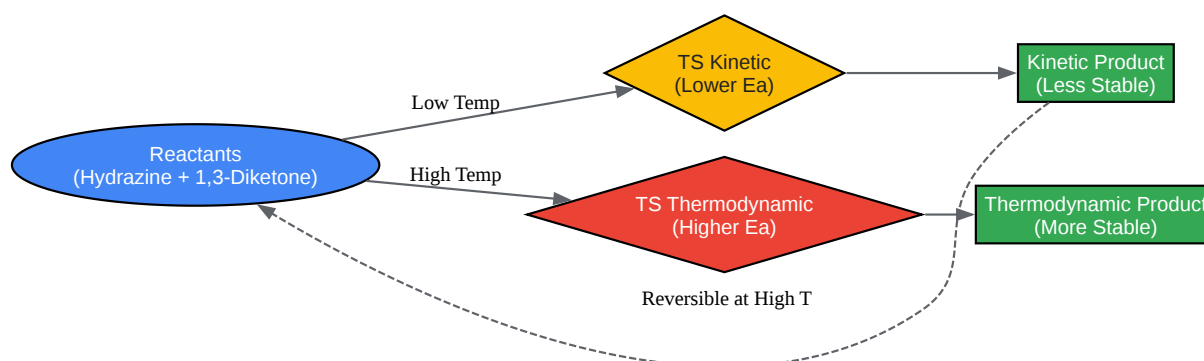 Reactants
(Hydrazine + 1,3-Diketone)
Low Temp
High Temp
TS Kinetic
(Lower Ea)
TS Thermodynamic
(Higher Ea)
Reversible at High T
Kinetic Product
(Less Stable)
Thermodynamic Product
(More Stable)